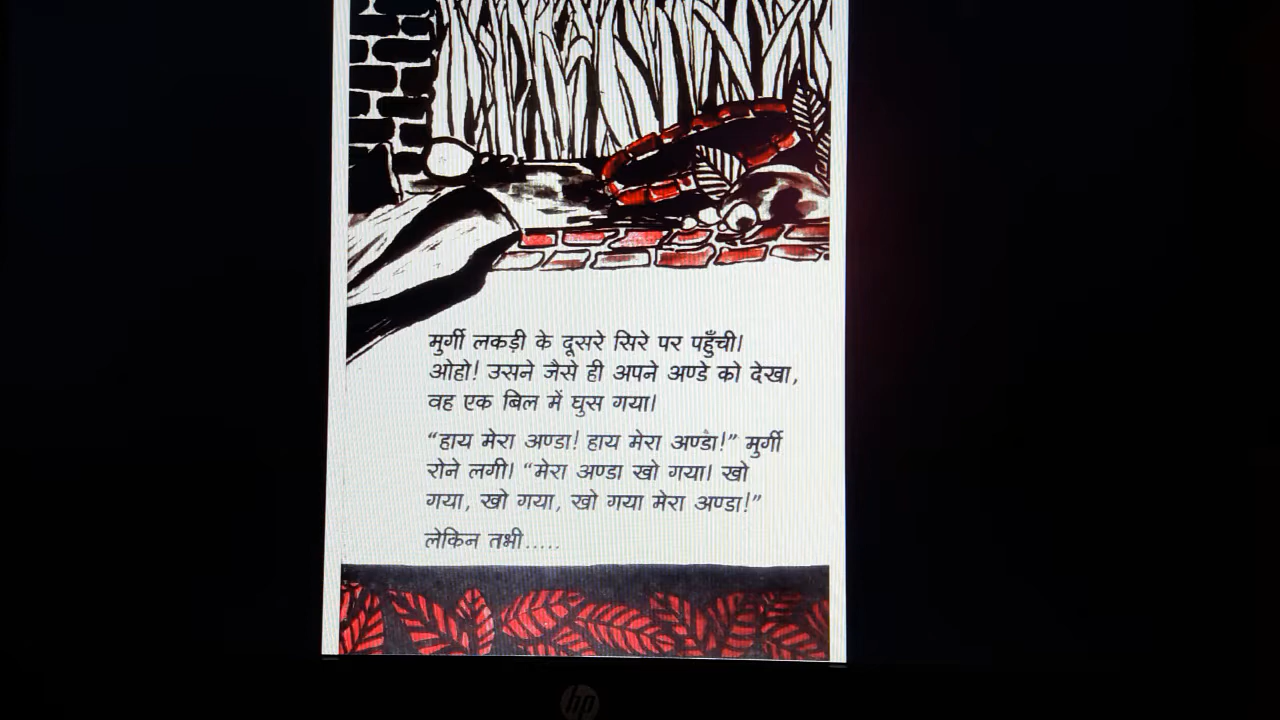 मुर्गी लकड़ी के दूसरे सिरे पर पहुँची।
ओहो! उसने जैसे ही अपने अण्डे को देखा,
वह एक बिल में घुस गया।
“हाय मेरा अण्डा! हाय मेरा अण्डा!” मुर्गी
रोने लगी। “मेरा अण्डा खो गया। खो
गया, खो गया, खो गया मेरा अण्डा!”
लेकिन तभी.....
hp